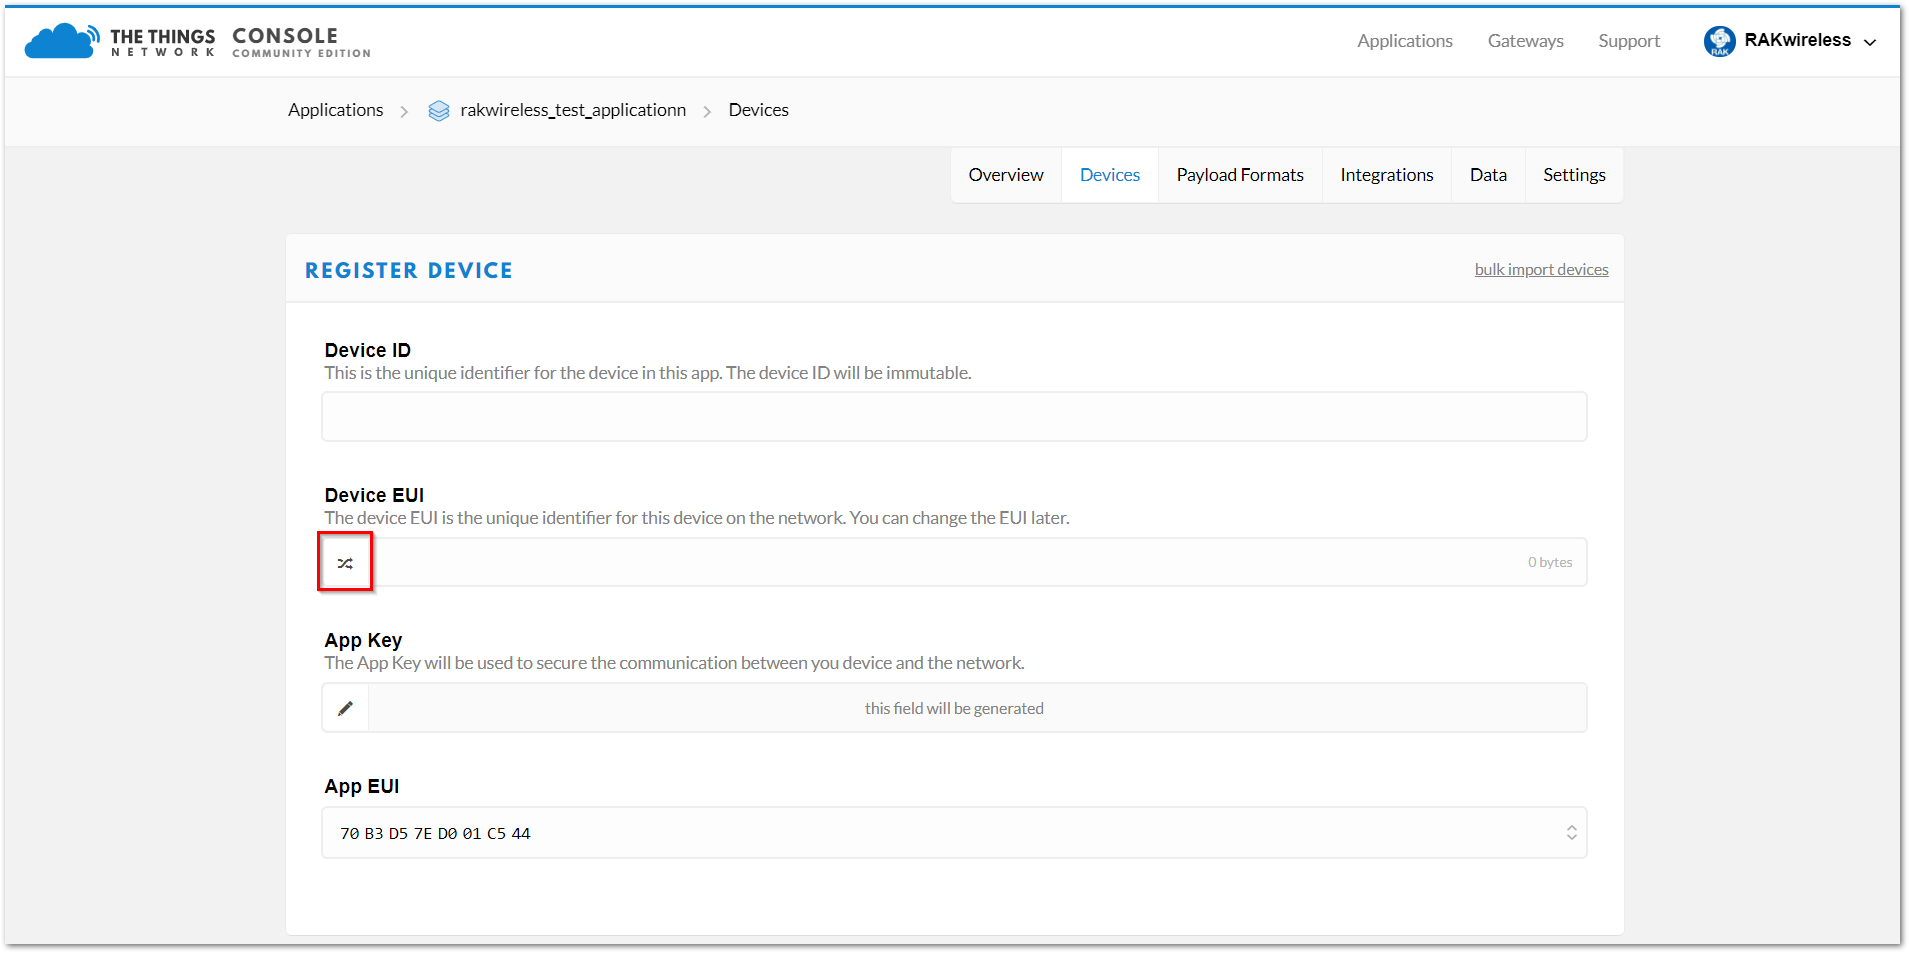 THE THINGS
NETWORK
CONSOLE
COMMUNITY EDITION
Applications Gateways Support RAK RAKwireless
Applications rakwireless_test_applicationn Devices
Overview Devices Payload Formats Integrations Data Settings
REGISTER DEVICE bulk import devices
Device ID
This is the unique identifier for the device in this app. The device ID will be immutable.
Device EUI
The device EUI is the unique identifier for this device on the network. You can change the EUI later.
0 bytes
App Key
The App Key will be used to secure the communication between you device and the network.
this field will be generated
App EUI
70 B3 D5 7E D0 01 C5 44